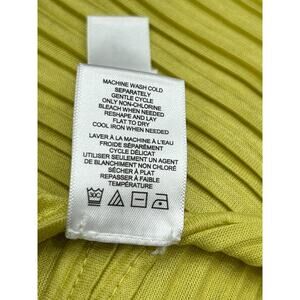 MACHINE WASH COLD
SEPARATELY
GENTLE CYCLE
ONLY NON-CHLORINE
BLEACH WHEN NEEDED
RESHAPE AND LAY
FLAT TO DRY
COOL IRON WHEN NEEDED
LAVER À LA MACHINE À L'EAU
FROIDE SÉPARÉMENT
CYCLE DÉLICAT
UTILISER SEULEMENT UN AGENT
DE BLANCHIMENT NON CHLORÉ
SÉCHER À PLAT
REPASSER À FAIBLE
TEMPÉRATURE
30C